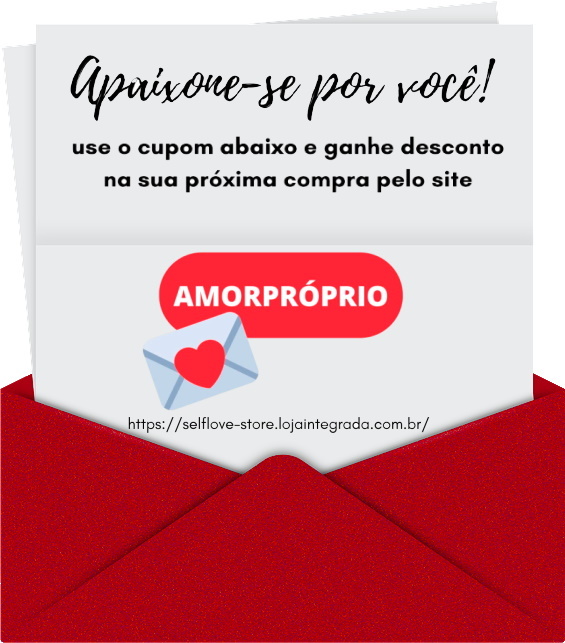 Apaixone-se por você!
use o cupom abaixo e ganhe desconto
na sua próxima compra pelo site
AMORPRÓPRIO
https://selflove-store.lojaintegrada.com.br/